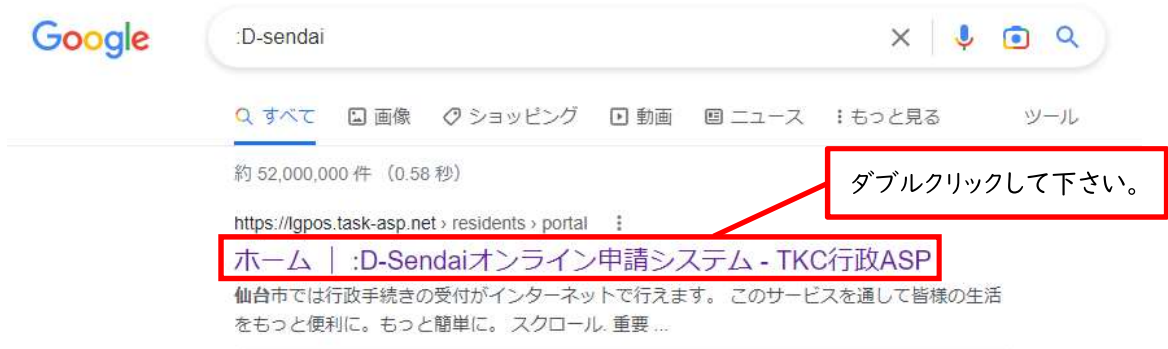 Google
:D-sendai
すべて 画像 ショッピング 動画 ニュース もっと見る ツール
約 52,000,000 件 （0.58 秒）
ダブルクリックして下さい。
https://lgpos.task-asp.net › residents › portal
ホーム ｜ :D-Sendaiオンライン申請システム - TKC行政ASP
仙台市では行政手続きの受付がインターネットで行えます。 このサービスを通して皆様の生活
をもっと便利に。もっと簡単に。 スクロール. 重要 ...